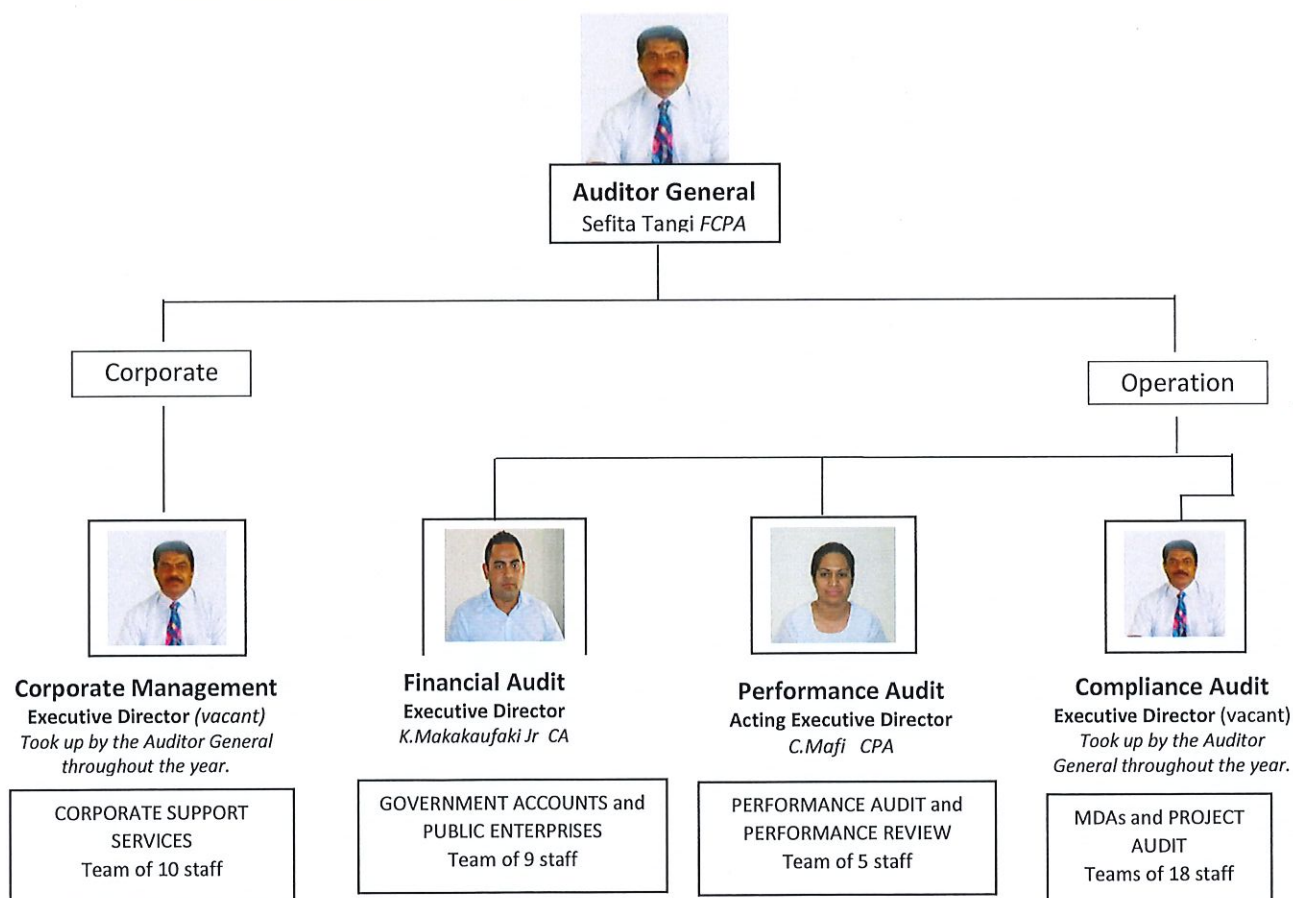 Auditor General
Sefita Tangi FCPA
Corporate
Operation
Corporate Management
Executive Director (vacant)
Took up by the Auditor General
throughout the year.
Financial Audit
Executive Director
K.Makakaufaki Jr CA
Performance Audit
Acting Executive Director
C.Mafi CPA
Compliance Audit
Executive Director (vacant)
Took up by the Auditor
General throughout the year.
CORPORATE SUPPORT
SERVICES
Team of 10 staff
GOVERNMENT ACCOUNTS and
PUBLIC ENTERPRISES
Team of 9 staff
PERFORMANCE AUDIT and
PERFORMANCE REVIEW
Team of 5 staff
MDAs and PROJECT
AUDIT
Teams of 18 staff